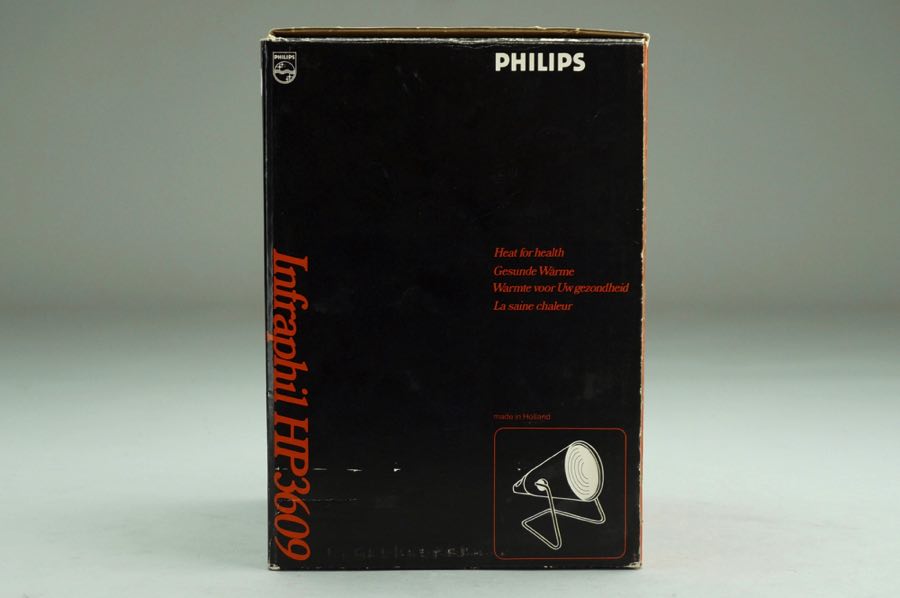 PHILIPS
PHILIPS
Infraphil HP3609
Heat for health
Gesunde Wärme
Warmte voor Uw gezondheid
La saine chaleur
made in Holland